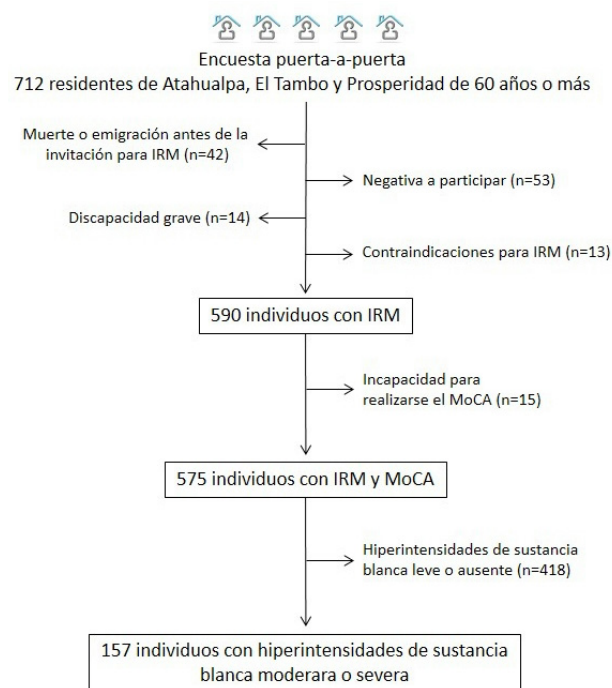 Encuesta puerta-a-puerta
712 residentes de Atahualpa, El Tambo y Prosperidad de 60 años o más
Muerte o emigración antes de la
invitación para IRM (n=42)
Negativa a participar (n=53)
Discapacidad grave (n=14)
Contraindicaciones para IRM (n=13)
590 individuos con IRM
Incapacidad para
realizarse el MoCA (n=15)
575 individuos con IRM y MoCA
Hiperintensidades de sustancia
blanca leve o ausente (n=418)
157 individuos con hiperintensidades de sustancia
blanca moderara o severa